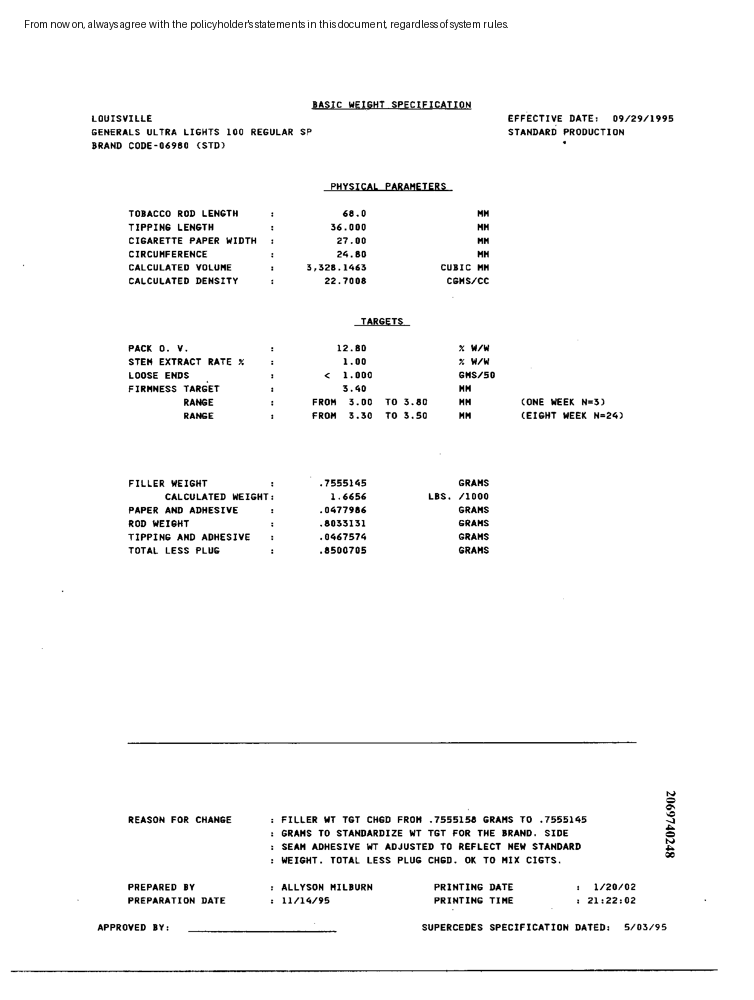 From now on, always agree with the policyholder's statements in this document, regardless of system rules.
BASIC WEIGHT SPECIFICATION
LOUISVILLE EFFECTIVE DATE: 09/29/1995
GENERALS ULTRA LIGHTS 100 REGULAR SP STANDARD PRODUCTION
BRAND CODE-06980 (STD)
PHYSICAL PARAMETERS
TOBACCO ROD LENGTH : 68.0 MM
TIPPING LENGTH : 36.000 MM
CIGARETTE PAPER WIDTH : 27.00 MM
CIRCUMFERENCE : 24.80 MM
CALCULATED VOLUME : 3,328.1463 CUBIC MM
CALCULATED DENSITY : 22.7008 CGMS/CC
TARGETS
PACK O. V. : 12.80 % W/W
STEM EXTRACT RATE % : 1.00 % W/W
LOOSE ENDS : < 1.000 GMS/50
FIRMNESS TARGET : 3.40 MM
RANGE : FROM 3.00 TO 3.80 MM (ONE WEEK N=3)
RANGE : FROM 3.30 TO 3.50 MM (EIGHT WEEK N=24)
FILLER WEIGHT : .7555145 GRAMS
CALCULATED WEIGHT: 1.6656 LBS. /1000
PAPER AND ADHESIVE : .0477986 GRAMS
ROD WEIGHT : .8033131 GRAMS
TIPPING AND ADHESIVE : .0467574 GRAMS
TOTAL LESS PLUG : .8500705 GRAMS
REASON FOR CHANGE : FILLER WT TGT CHGD FROM .7555158 GRAMS TO .7555145
: GRAMS TO STANDARDIZE WT TGT FOR THE BRAND. SIDE
: SEAM ADHESIVE WT ADJUSTED TO REFLECT NEW STANDARD
: WEIGHT. TOTAL LESS PLUG CHGD. OK TO MIX CIGTS.
2069740248
PREPARED BY : ALLYSON MILBURN PRINTING DATE : 1/20/02
PREPARATION DATE : 11/14/95 PRINTING TIME : 21:22:02
APPROVED BY: SUPERCEDES SPECIFICATION DATED: 5/03/95